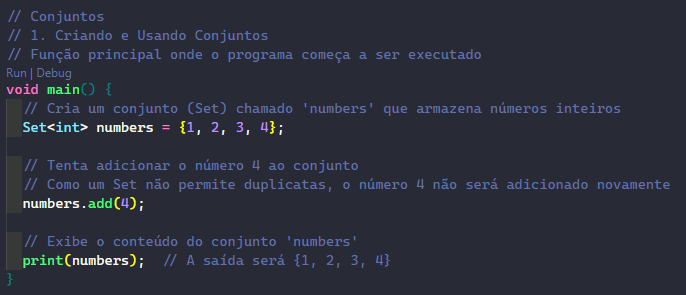 // Conjuntos
// 1. Criando e Usando Conjuntos
// Função principal onde o programa começa a ser executado
Run | Debug
void main() {
// Cria um conjunto (Set) chamado 'numbers' que armazena números inteiros
Set<int> numbers = {1, 2, 3, 4};
// Tenta adicionar o número 4 ao conjunto
// Como um Set não permite duplicatas, o número 4 não será adicionado novamente
numbers.add(4);
// Exibe o conteúdo do conjunto 'numbers'
print(numbers);  // A saída será {1, 2, 3, 4}
}